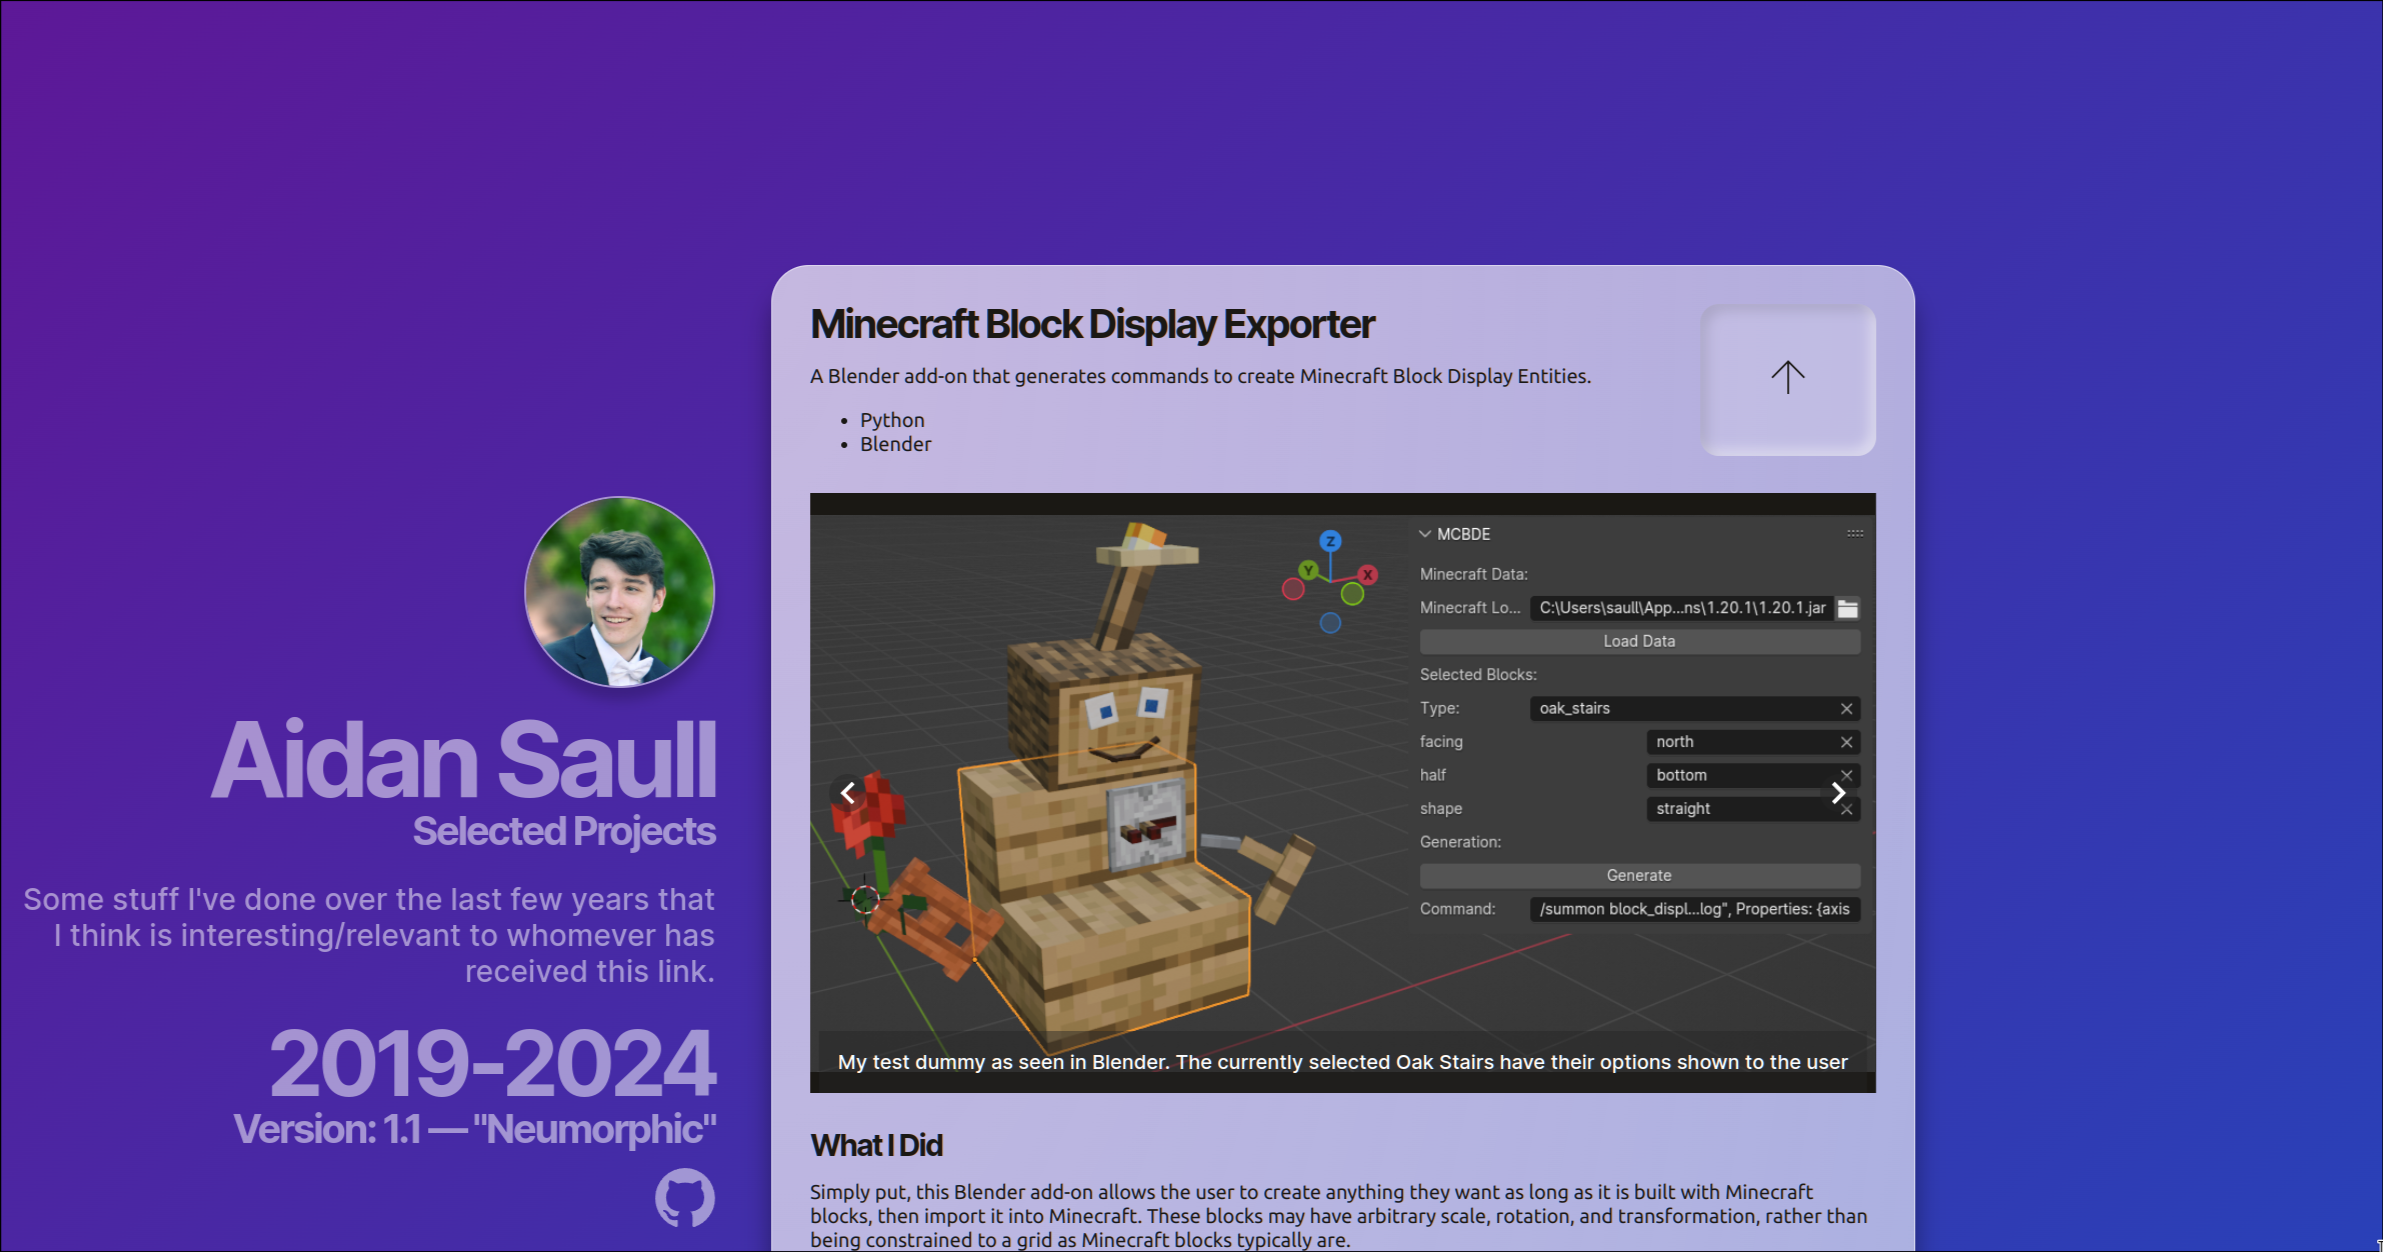 Aidan Saull
Selected Projects
Some stuff I've done over the last few years that
I think is interesting/relevant to whomever has
received this link.
2019-2024
Version: 1.1 — "Neumorphic"
Minecraft Block Display Exporter
A Blender add-on that generates commands to create Minecraft Block Display Entities.
• Python
• Blender
Z
Y
X
MCBDE
Minecraft Data:
Minecraft Lo... C:\Users\saull\App...ns\1.20.1\1.20.1.jar
Load Data
Selected Blocks:
Type: oak_stairs
facing north
half bottom
shape straight
Generation:
Generate
Command: /summon block_displ...log", Properties: {axis
My test dummy as seen in Blender. The currently selected Oak Stairs have their options shown to the user
What I Did
Simply put, this Blender add-on allows the user to create anything they want as long as it is built with Minecraft
blocks, then import it into Minecraft. These blocks may have arbitrary scale, rotation, and transformation, rather than
being constrained to a grid as Minecraft blocks typically are.